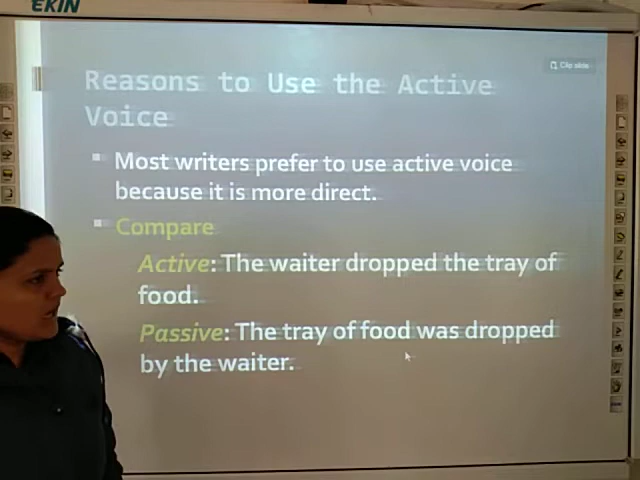 EKIN
Clip slide
Reasons to Use the Active
Voice
Most writers prefer to use active voice
because it is more direct.
Compare
Active: The waiter dropped the tray of
food.
Passive: The tray of food was dropped
by the waiter.